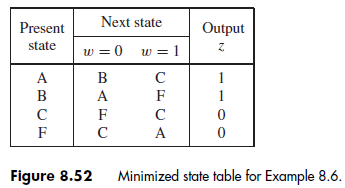 Present state Next state Output z
w = 0 w = 1
A B C 1
B A F 1
C F C 0
F C A 0
Figure 8.52 Minimized state table for Example 8.6.